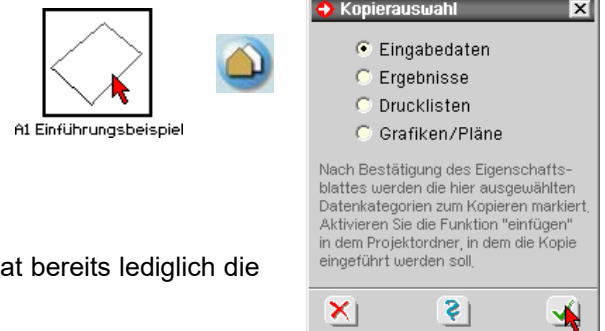 Kopierauswahl
Eingabedaten
Ergebnisse
Drucklisten
Grafiken/Pläne
Nach Bestätigung des Eigenschafts-
blattes werden die hier ausgewählten
Datenkategorien zum Kopieren markiert.
Aktivieren Sie die Funktion "einfügen"
in dem Projektordner, in dem die Kopie
eingeführt werden soll.
A1 Einführungsbeispiel
at bereits lediglich die